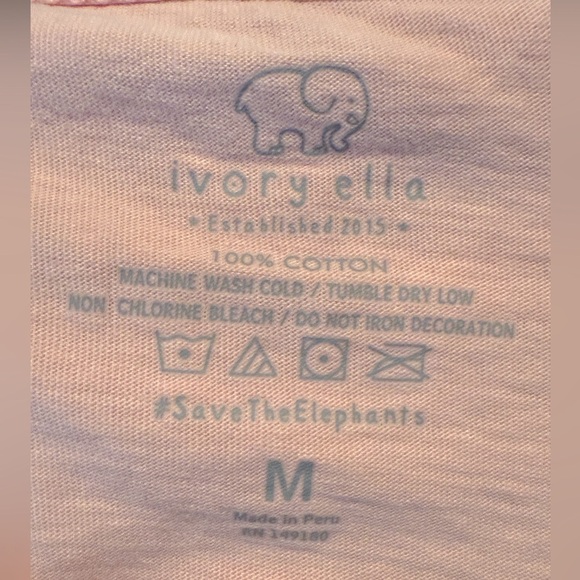 ivory ella
* Established 2015 *
100% COTTON
MACHINE WASH COLD / TUMBLE DRY LOW
NON CHLORINE BLEACH / DO NOT IRON DECORATION
#SaveTheElephants
M
Made in Peru
RN 149180